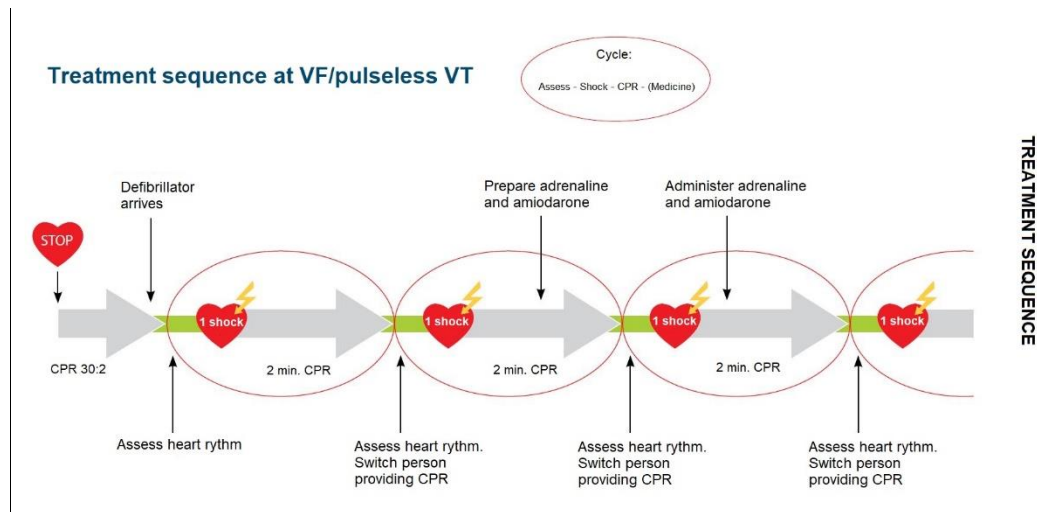 Treatment sequence at VF/pulseless VT
Cycle:
Assess - Shock - CPR - (Medicine)
TREATMENT SEQUENCE
Defibrillator
arrives
Prepare adrenaline
and amiodarone
Administer adrenaline
and amiodarone
STOP
1 shock
1 shock
1 shock
1 shock
CPR 30:2
2 min. CPR
2 min. CPR
2 min. CPR
Assess heart rythm
Assess heart rythm.
Switch person
providing CPR
Assess heart rythm.
Switch person
providing CPR
Assess heart rythm.
Switch person
providing CPR